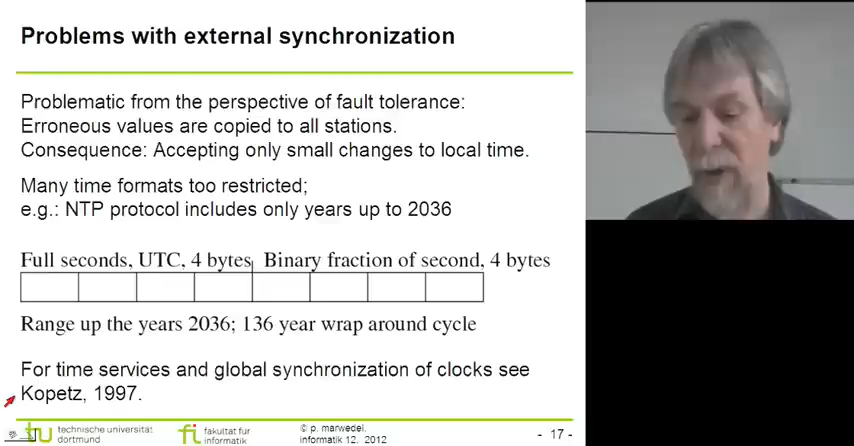 Problems with external synchronization
Problematic from the perspective of fault tolerance:
Erroneous values are copied to all stations.
Consequence: Accepting only small changes to local time.
Many time formats too restricted;
e.g.: NTP protocol includes only years up to 2036
Full seconds, UTC, 4 bytes Binary fraction of second, 4 bytes
Range up the years 2036; 136 year wrap around cycle
For time services and global synchronization of clocks see
Kopetz, 1997.
tu technische universität
dortmund
fi fakultät für
informatik
© p. marwedel,
informatik 12, 2012
- 17 -